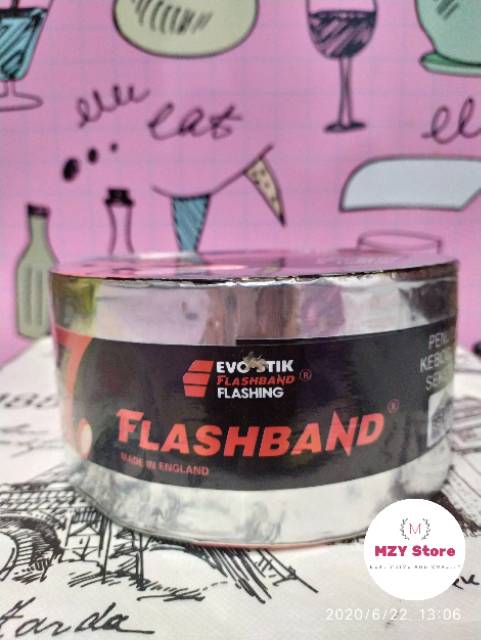 eat
EVO-STIK
FLASHBAND®
FLASHING
FLASHBAND®
MADE IN ENGLAND
M
MZY Store
2020/6/22 13:06